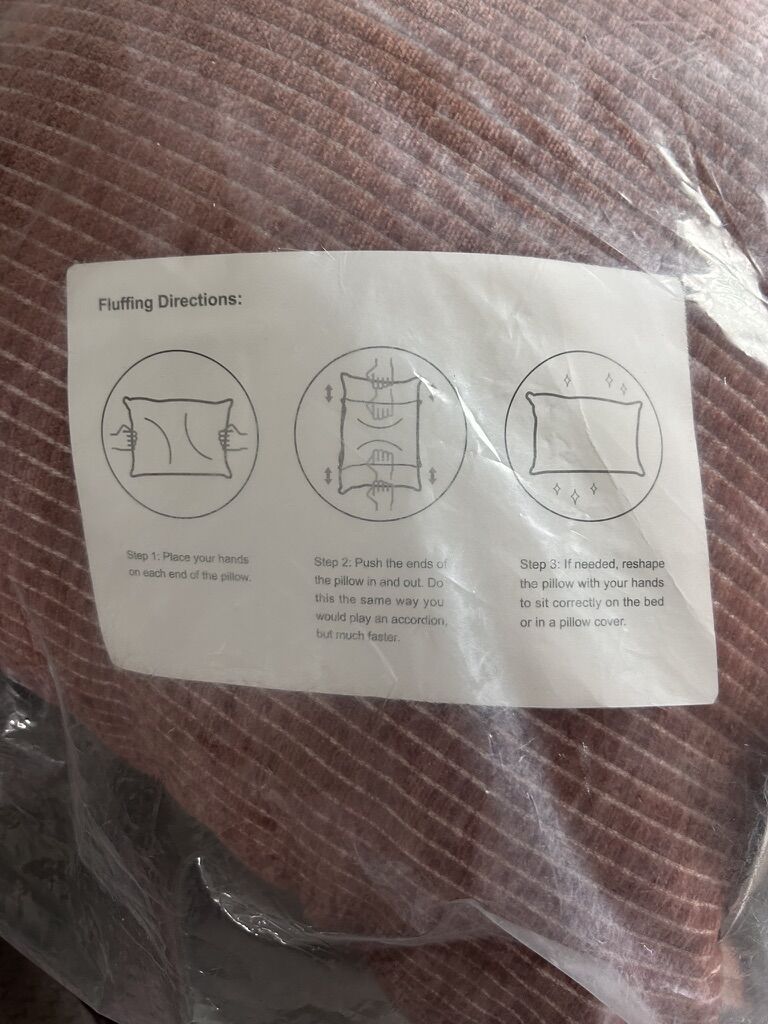 Fluffing Directions:
Step 1: Place your hands
on each end of the pillow.
Step 2: Push the ends of
the pillow in and out. Do
this the same way you
would play an accordion,
but much faster.
Step 3: If needed, reshape
the pillow with your hands
to sit correctly on the bed
or in a pillow cover.